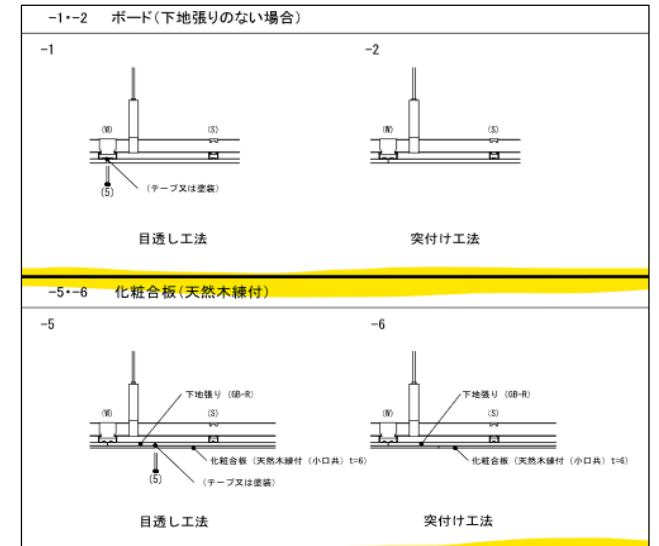 -1・-2 ボード(下地張りのない場合)
-1
-2
(W)
(S)
(W)
(S)
(5)
(テープ又は塗装)
目透し工法
突付け工法
-5・-6 化粧合板(天然木練付)
-5
-6
下地張り (GB-R)
下地張り (GB-R)
(W)
(S)
(W)
(S)
化粧合板 (天然木練付 (小口共) t=6)
化粧合板 (天然木練付 (小口共) t=6)
(5)
(テープ又は塗装)
目透し工法
突付け工法